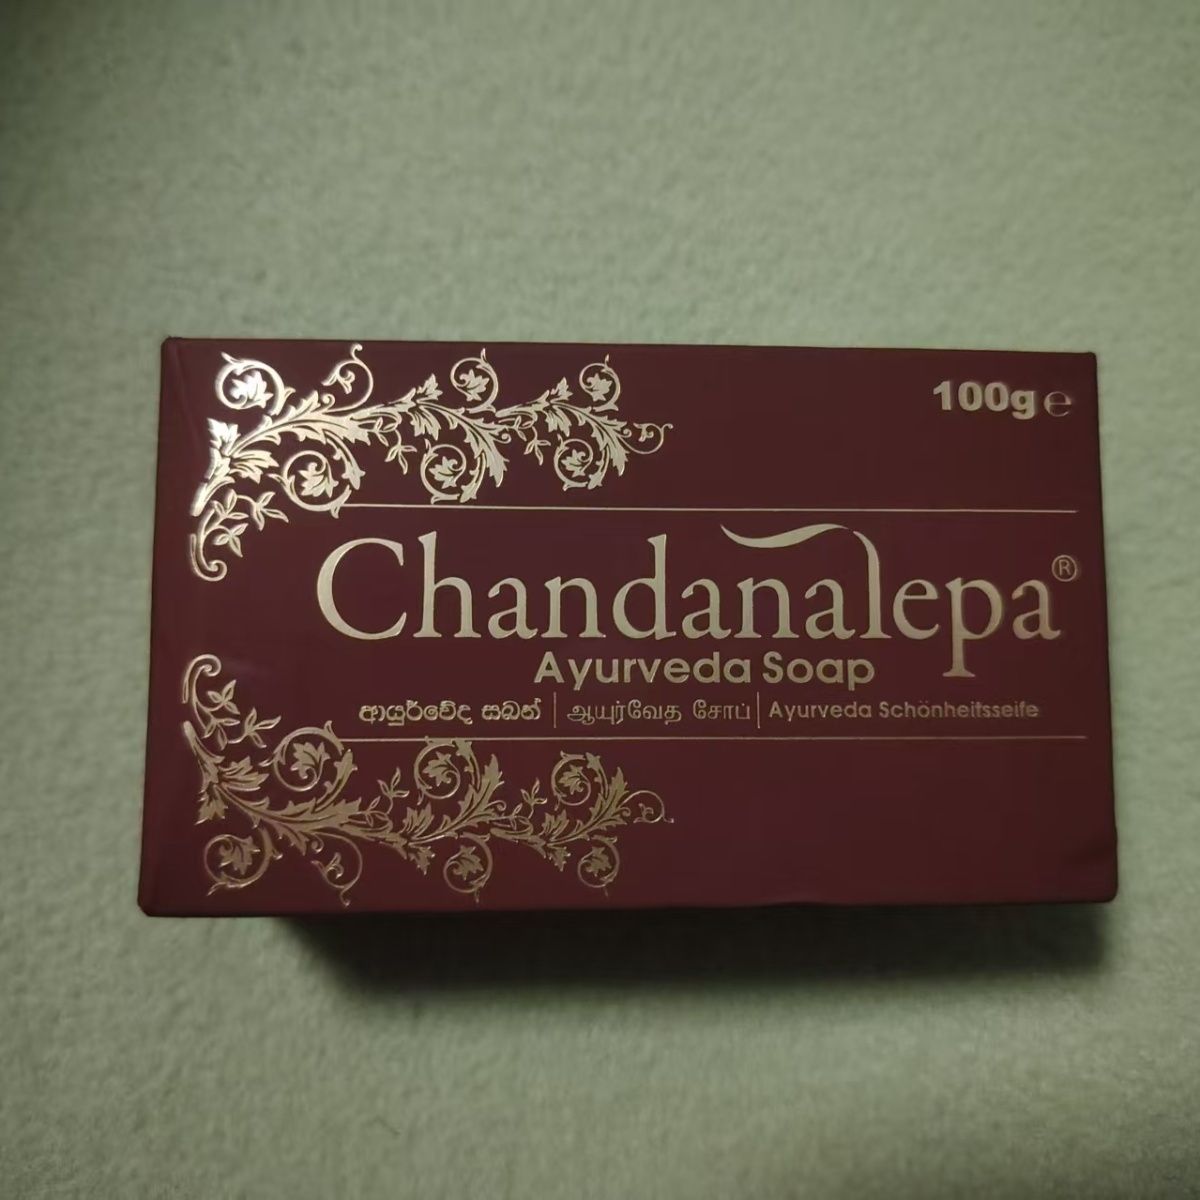 100g ℮
Chandanalepa®
Ayurveda Soap
ආයුර්වේද සබන් | ஆயுர்வேத சோப் | Ayurveda Schönheitsseife